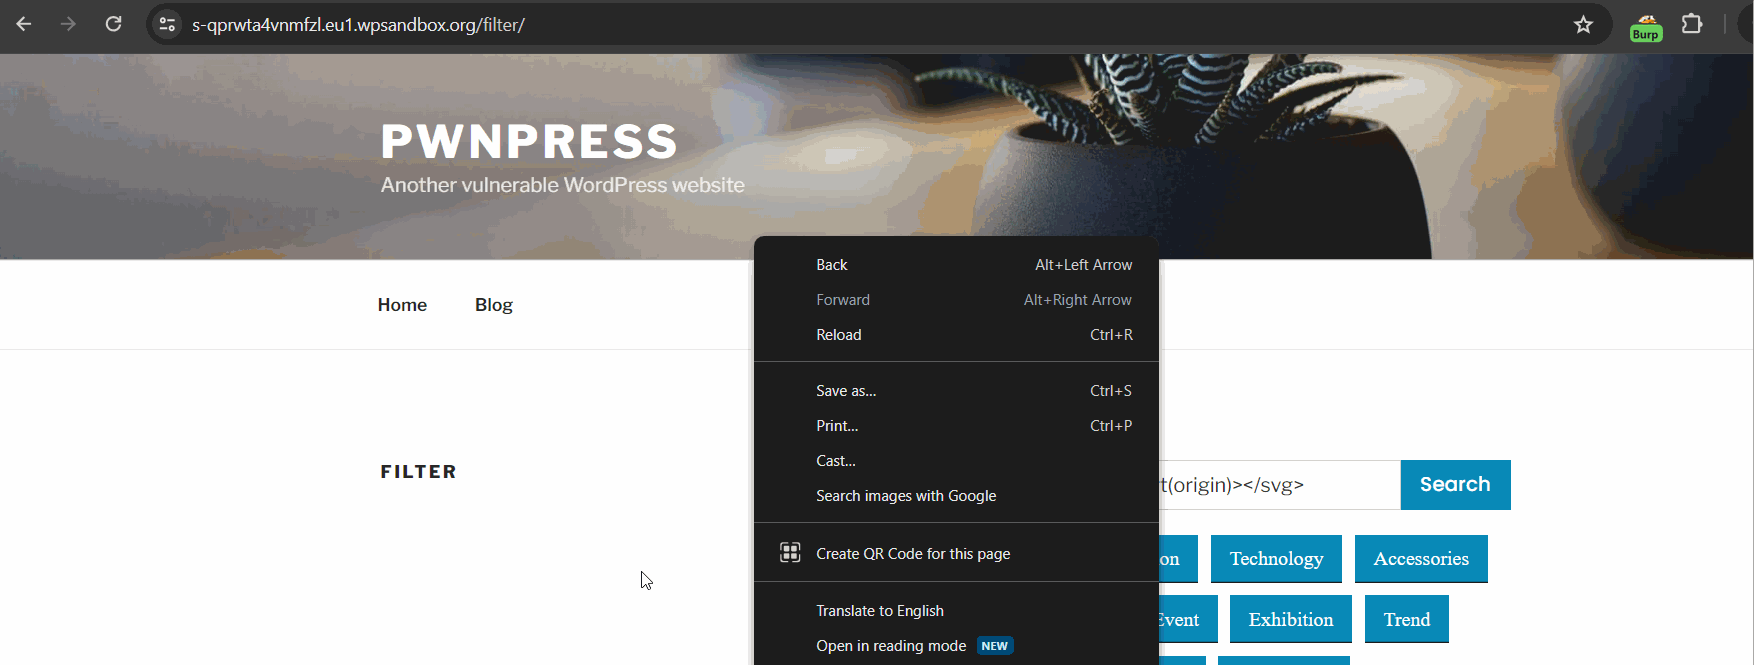 s-qprwta4vnmfzl.eu1.wpsandbox.org/filter/
Burp
PWNPRESS
Another vulnerable WordPress website
Home
Blog
Back Alt+Left Arrow
Forward Alt+Right Arrow
Reload Ctrl+R
Save as... Ctrl+S
Print... Ctrl+P
Cast...
Search images with Google
Create QR Code for this page
Translate to English
Open in reading mode NEW
FILTER
t(origin)></svg>
Search
on
Technology
Accessories
Event
Exhibition
Trend